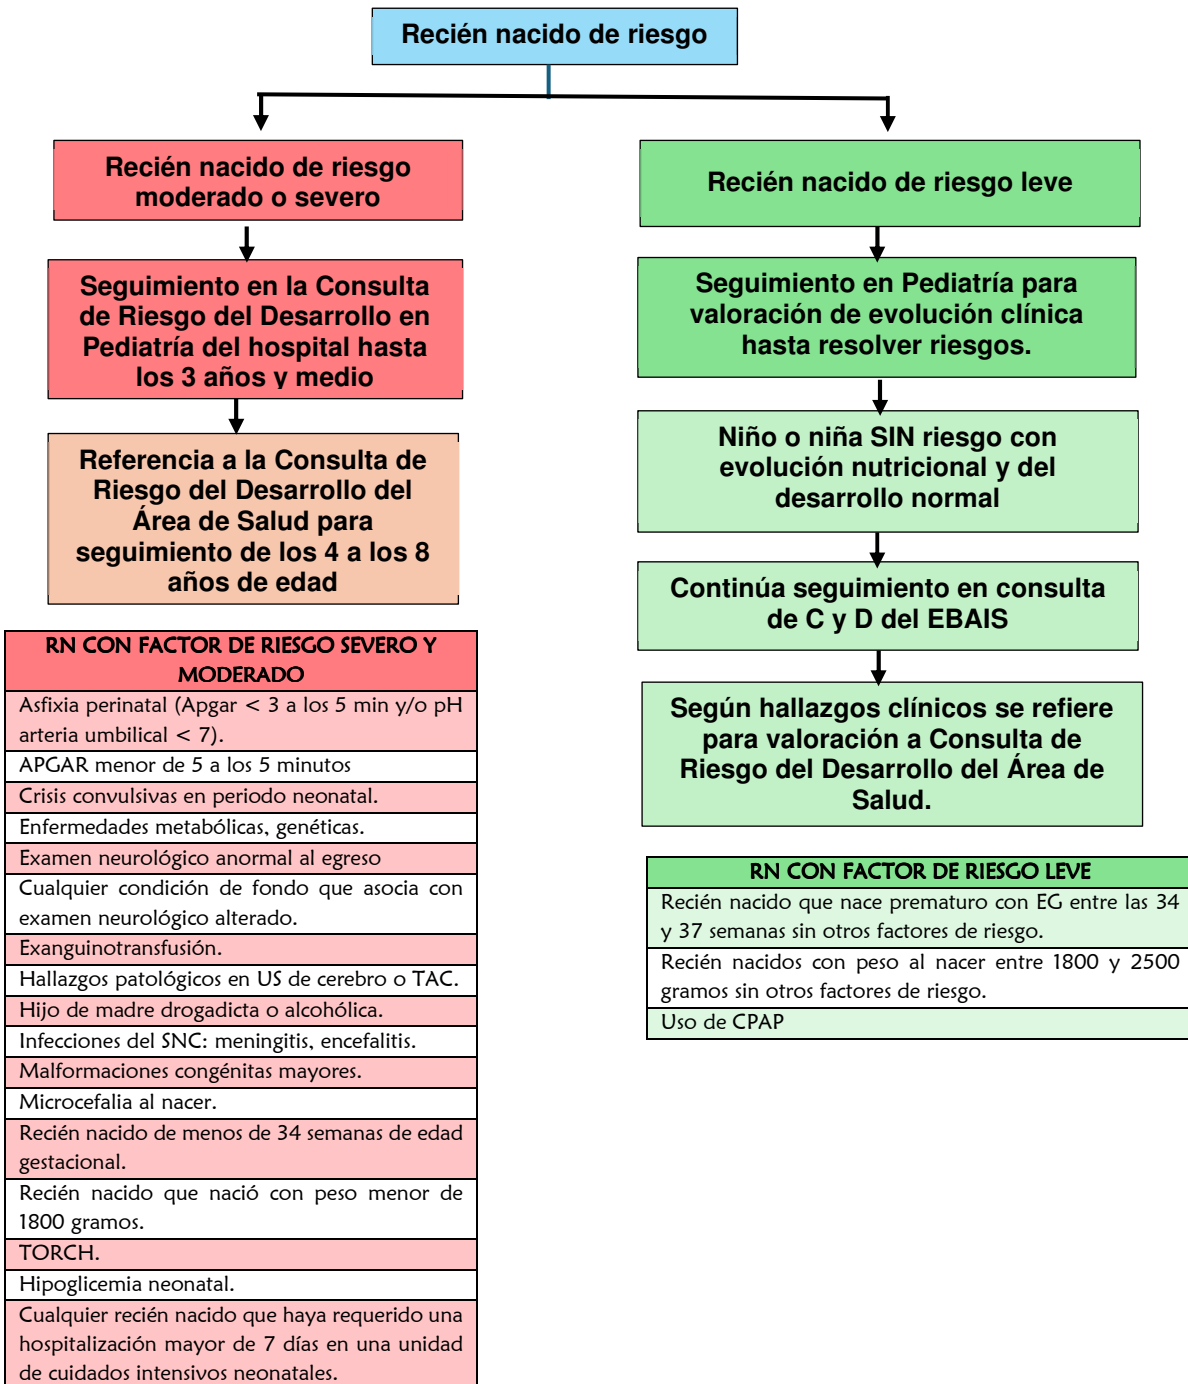 Recién nacido de riesgo
Recién nacido de riesgo
moderado o severo
Seguimiento en la Consulta
de Riesgo del Desarrollo en
Pediatría del hospital hasta
los 3 años y medio
Referencia a la Consulta de
Riesgo del Desarrollo del
Área de Salud para
seguimiento de los 4 a los 8
años de edad
RN CON FACTOR DE RIESGO SEVERO Y
MODERADO
Asfixia perinatal (Apgar < 3 a los 5 min y/o pH
arteria umbilical < 7).
APGAR menor de 5 a los 5 minutos
Crisis convulsivas en periodo neonatal.
Enfermedades metabólicas, genéticas.
Examen neurológico anormal al egreso
Cualquier condición de fondo que asocia con
examen neurológico alterado.
Exanguinotransfusión.
Hallazgos patológicos en US de cerebro o TAC.
Hijo de madre drogadicta o alcohólica.
Infecciones del SNC: meningitis, encefalitis.
Malformaciones congénitas mayores.
Microcefalia al nacer.
Recién nacido de menos de 34 semanas de edad
gestacional.
Recién nacido que nació con peso menor de
1800 gramos.
TORCH.
Hipoglicemia neonatal.
Cualquier recién nacido que haya requerido una
hospitalización mayor de 7 días en una unidad
de cuidados intensivos neonatales.
Recién nacido de riesgo leve
Seguimiento en Pediatría para
valoración de evolución clínica
hasta resolver riesgos.
Niño o niña SIN riesgo con
evolución nutricional y del
desarrollo normal
Continúa seguimiento en consulta
de C y D del EBAIS
Según hallazgos clínicos se refiere
para valoración a Consulta de
Riesgo del Desarrollo del Área de
Salud.
RN CON FACTOR DE RIESGO LEVE
Recién nacido que nace prematuro con EG entre las 34
y 37 semanas sin otros factores de riesgo.
Recién nacidos con peso al nacer entre 1800 y 2500
gramos sin otros factores de riesgo.
Uso de CPAP